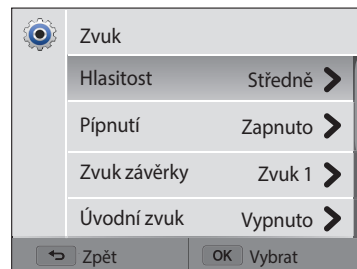 Zvuk
Hlasitost Středně
Pípnutí Zapnuto
Zvuk závěrky Zvuk 1
Úvodní zvuk Vypnuto
Zpět OK Vybrat